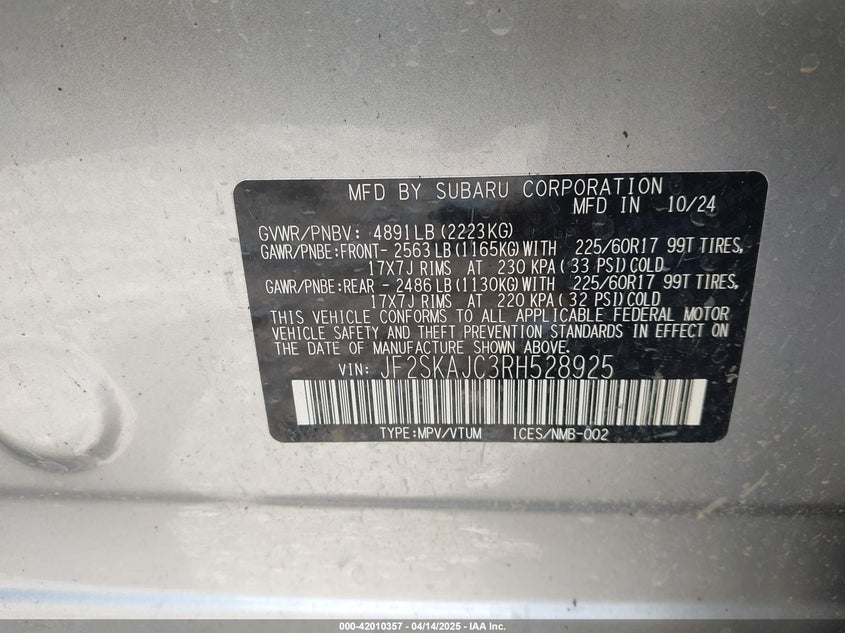 MFD BY SUBARU CORPORATION
MFD IN 10/24
GVWR/PNBV: 4891LB(2223KG)
GAWR/PNBE:FRONT- 2563LB(1165KG)WITH 225/60R17 99T TIRES,
17X7J RIMS AT 230 KPA( 33 PSI)COLD
GAWR/PNBE:REAR - 2486LB(1130KG)WITH 225/60R17 99T TIRES,
17X7J RIMS AT 220 KPA( 32 PSI)COLD
THIS VEHICLE CONFORMS TO ALL APPLICABLE FEDERAL MOTOR
VEHICLE SAFETY AND THEFT PREVENTION STANDARDS IN EFFECT ON
THE DATE OF MANUFACTURE SHOWN ABOVE.
VIN: JF2SKAJC3RH528925
TYPE:MPV/VTUM ICES/NMB-002
000-42010357 - 04/14/2025 - IAA Inc.